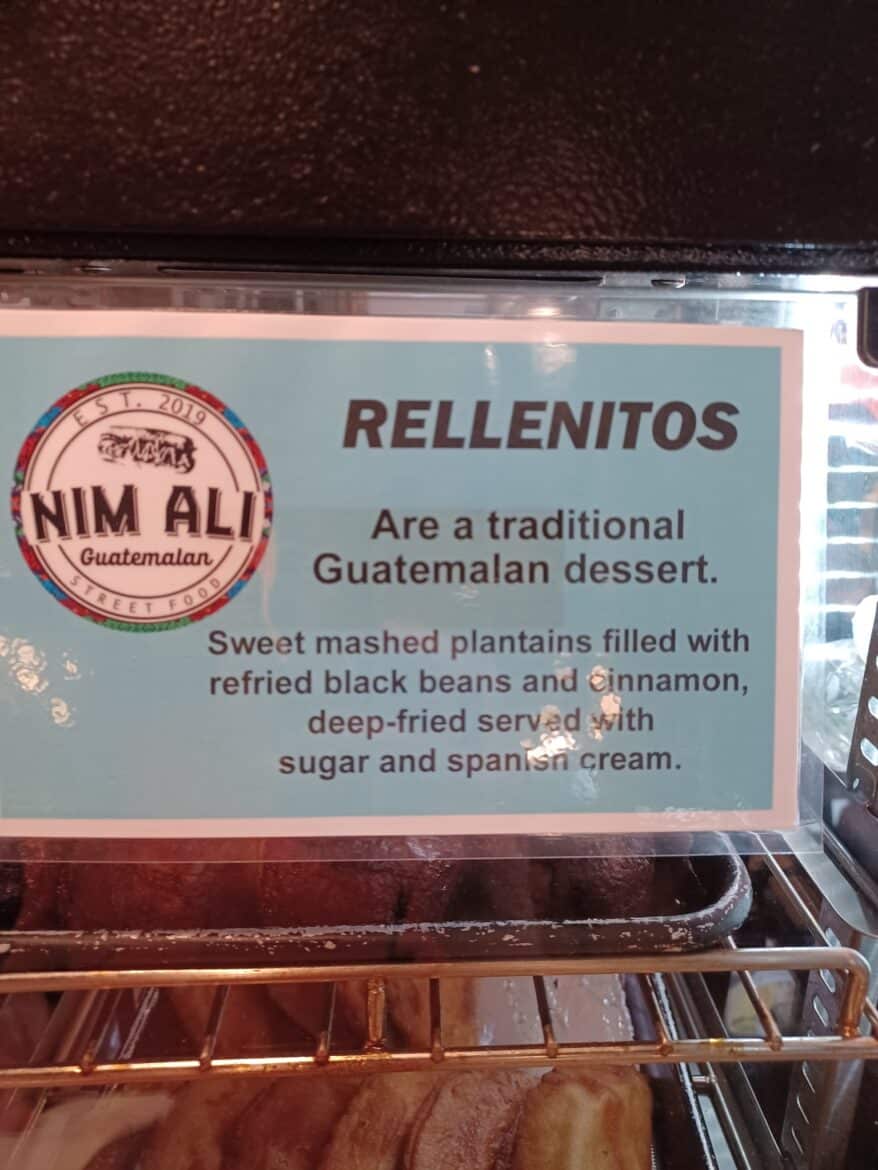 EST. 2019
NIM ALI
Guatemalan
STREET FOOD
RELLENITOS
Are a traditional
Guatemalan dessert.
Sweet mashed plantains filled with
refried black beans and cinnamon,
deep-fried served with
sugar and spanish cream.